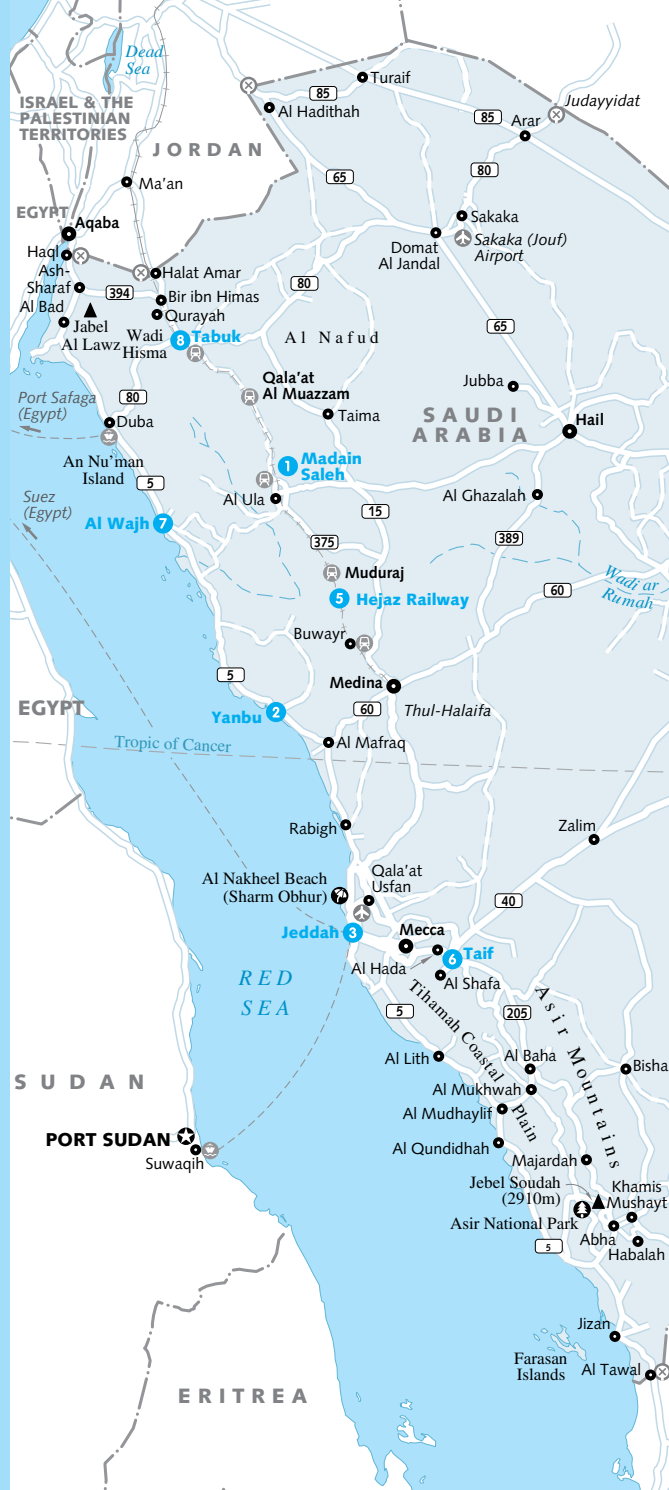 Dead
Sea
Turaif
85
Al Hadithah
Judayyidat
ISRAEL & THE
PALESTINIAN
TERRITORIES
85
Arar
JORDAN
80
65
Ma'an
EGYPT
Aqaba
Sakaka
Sakaka (Jouf)
Airport
Domat
Al Jandal
Haql
Ash-
Sharaf
Halat Amar
394
80
Bir ibn Himas
Al Bad
Qurayah
Jabel
Al Lawz
Wadi
Hisma
8 Tabuk
Al Nafud
65
Qala'at
Al Muazzam
Jubba
Port Safaga
(Egypt)
80
Duba
Taima
SAUDI
ARABIA
Hail
An Nu'man
Island
1 Madain
Saleh
5
Al Ula
Al Ghazalah
Suez
(Egypt)
15
Al Wajh 7
375
389
Muduraj
Wadi ar
Rumah
5 Hejaz Railway
60
Buwayr
5
Medina
EGYPT
Yanbu 2
60
Thul-Halaifa
Tropic of Cancer
Al Mafraq
Rabigh
Zalim
Al Nakheel Beach
(Sharm Obhur)
Qala'at
Usfan
40
Jeddah 3
Mecca
6 Taif
Al Hada
Al Shafa
RED
SEA
5
205
Tihamah Coastal Plain
Asir Mountains
Al Lith
Al Baha
Bisha
SUDAN
Al Mukhwah
Al Mudhaylif
PORT SUDAN
Al Qundidhah
Suwaqih
Majardah
Jebel Soudah
(2910m)
Khamis
Mushayt
Asir National Park
Abha
Habalah
5
Jizan
Farasan
Islands
Al Tawal
ERITREA